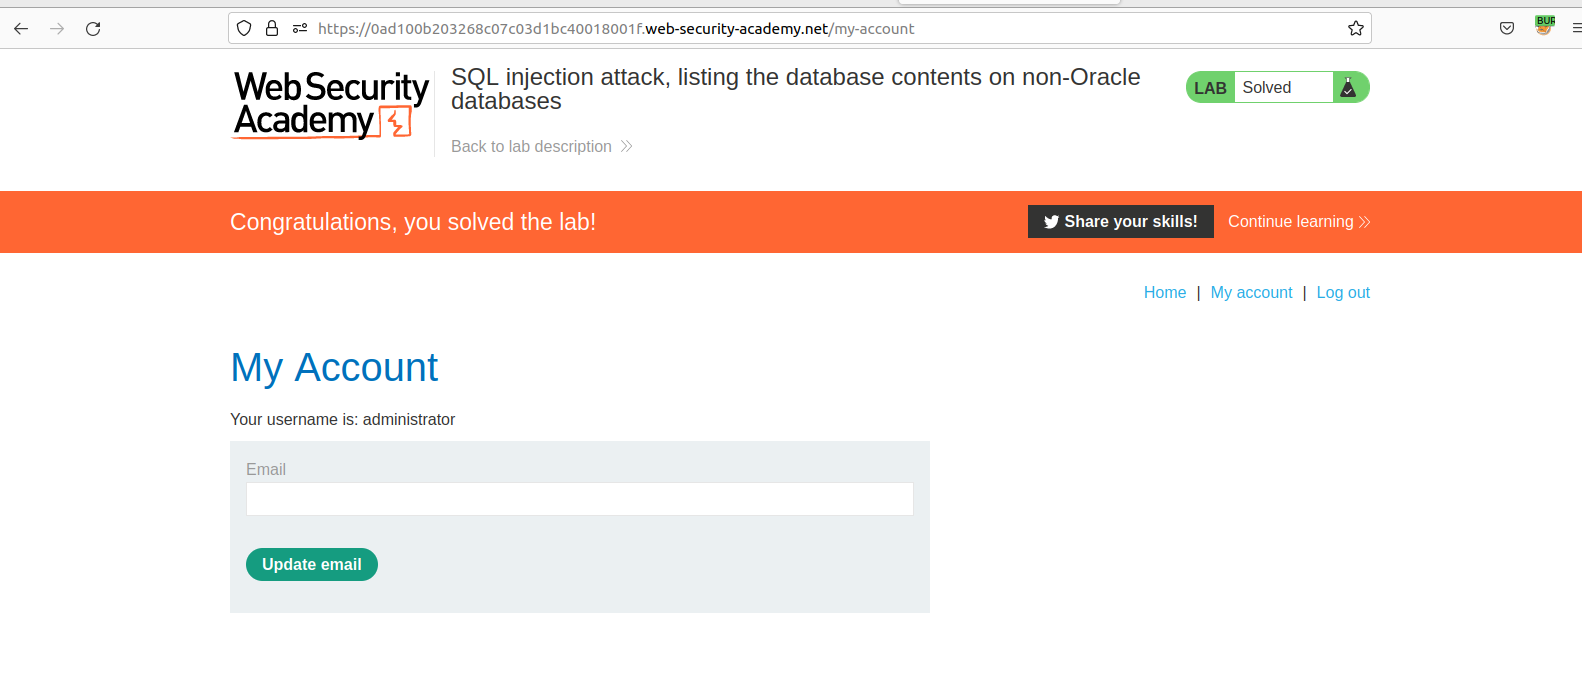 https://0ad100b203268c07c03d1bc40018001f.web-security-academy.net/my-account
BUR
Web Security
Academy
SQL injection attack, listing the database contents on non-Oracle
databases
Back to lab description
LAB Solved
Congratulations, you solved the lab!
Share your skills!
Continue learning
Home | My account | Log out
My Account
Your username is: administrator
Email
Update email